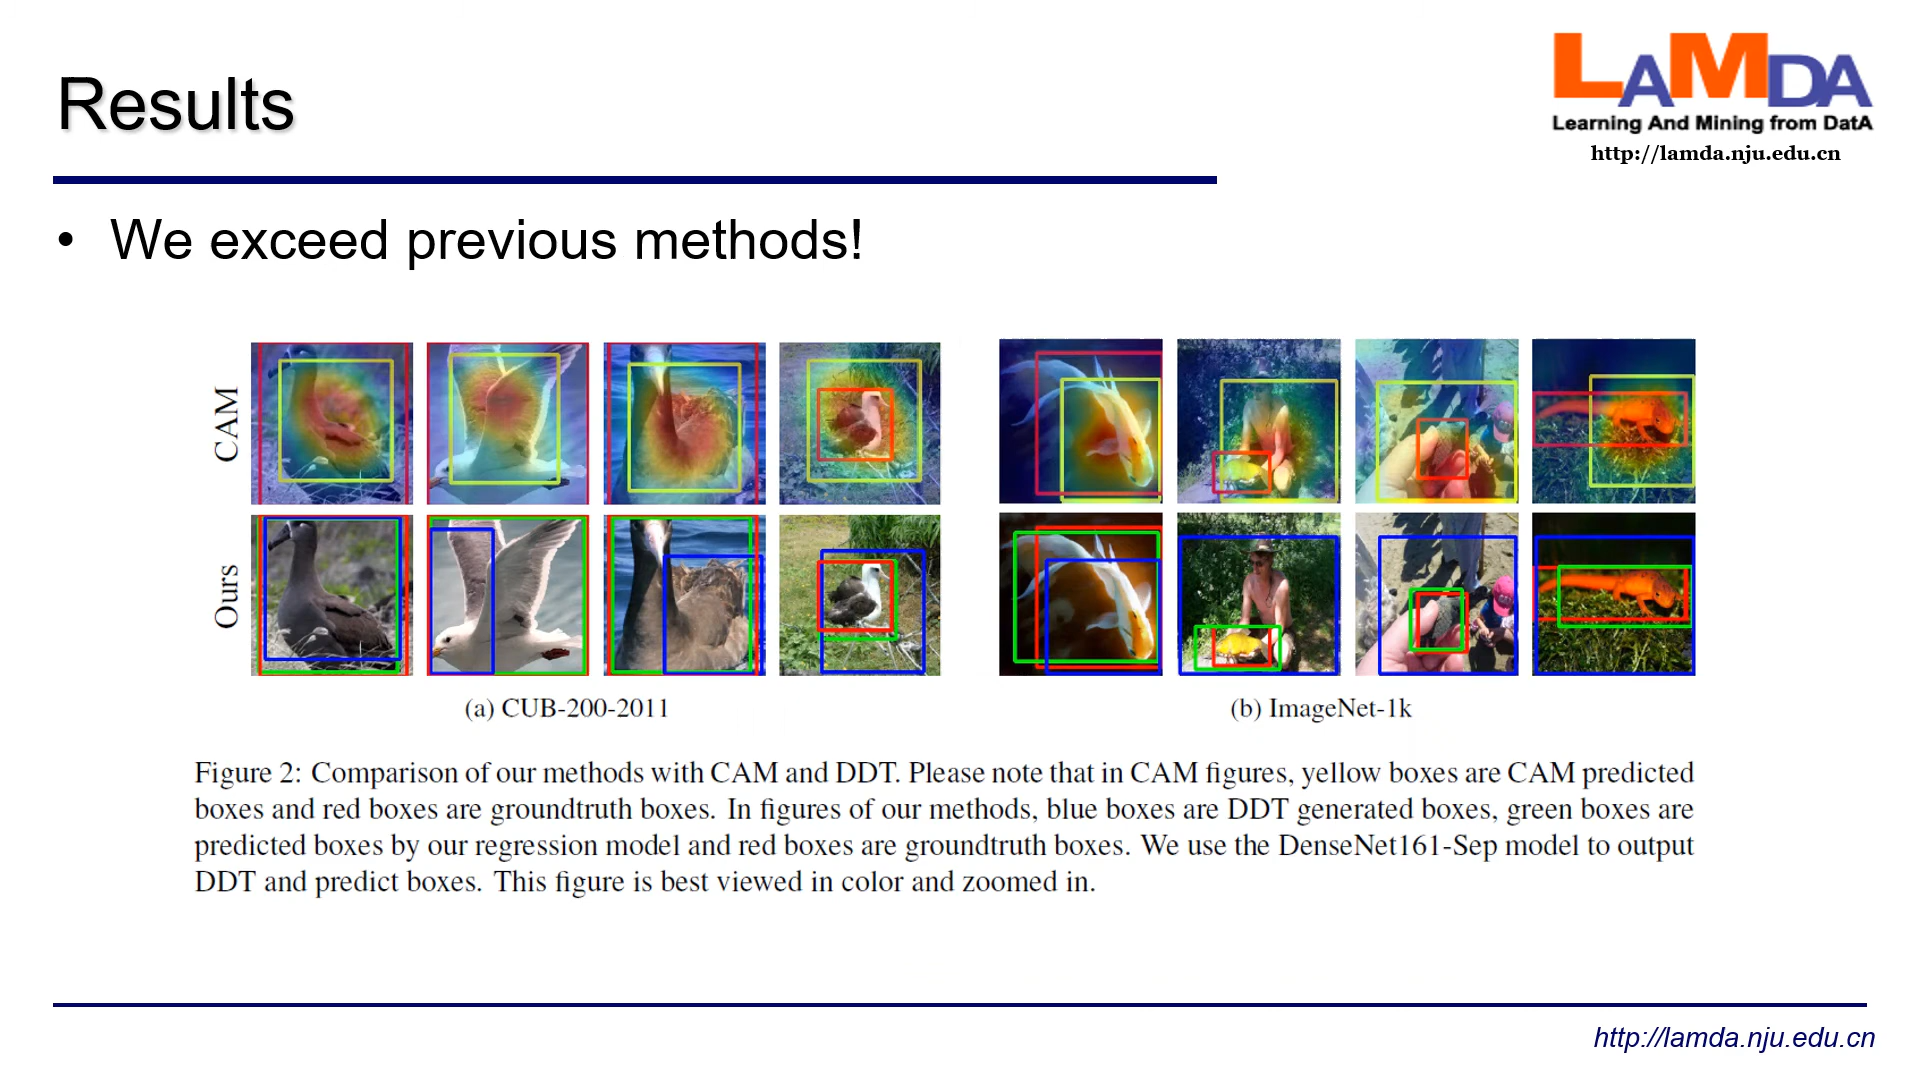 Results
LAMDA
Learning And Mining from DatA
http://lamda.nju.edu.cn
• We exceed previous methods!
CAM
Ours
(a) CUB-200-2011
(b) ImageNet-1k
Figure 2: Comparison of our methods with CAM and DDT. Please note that in CAM figures, yellow boxes are CAM predicted
boxes and red boxes are groundtruth boxes. In figures of our methods, blue boxes are DDT generated boxes, green boxes are
predicted boxes by our regression model and red boxes are groundtruth boxes. We use the DenseNet161-Sep model to output
DDT and predict boxes. This figure is best viewed in color and zoomed in.
http://lamda.nju.edu.cn